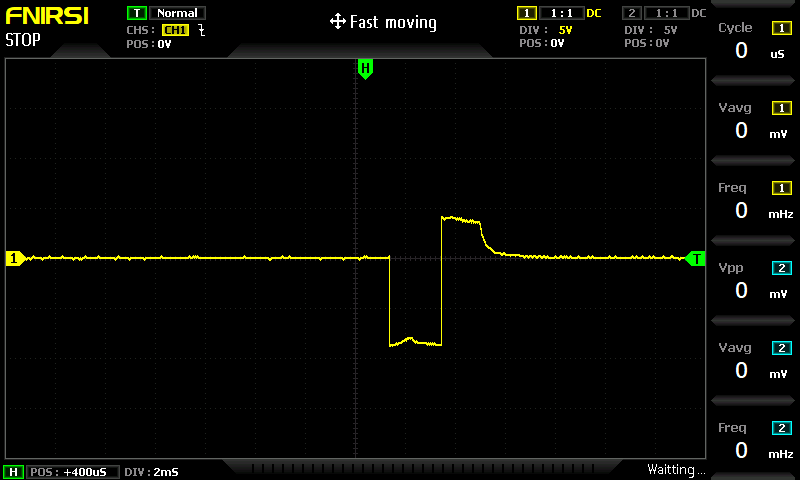 FNIRSI
STOP
T Normal
CHS: CH1
POS: 0V
Fast moving
1 1:1 DC
DIV: 5V
POS: 0V
2 1:1 DC
DIV: 5V
POS: 0V
H
1
T
Cycle 1
0 uS
Vavg 1
0 mV
Freq 1
0 mHz
Vpp 2
0 mV
Vavg 2
0 mV
Freq 2
0 mHz
H POS: +400uS DIV: 2mS
Waitting...